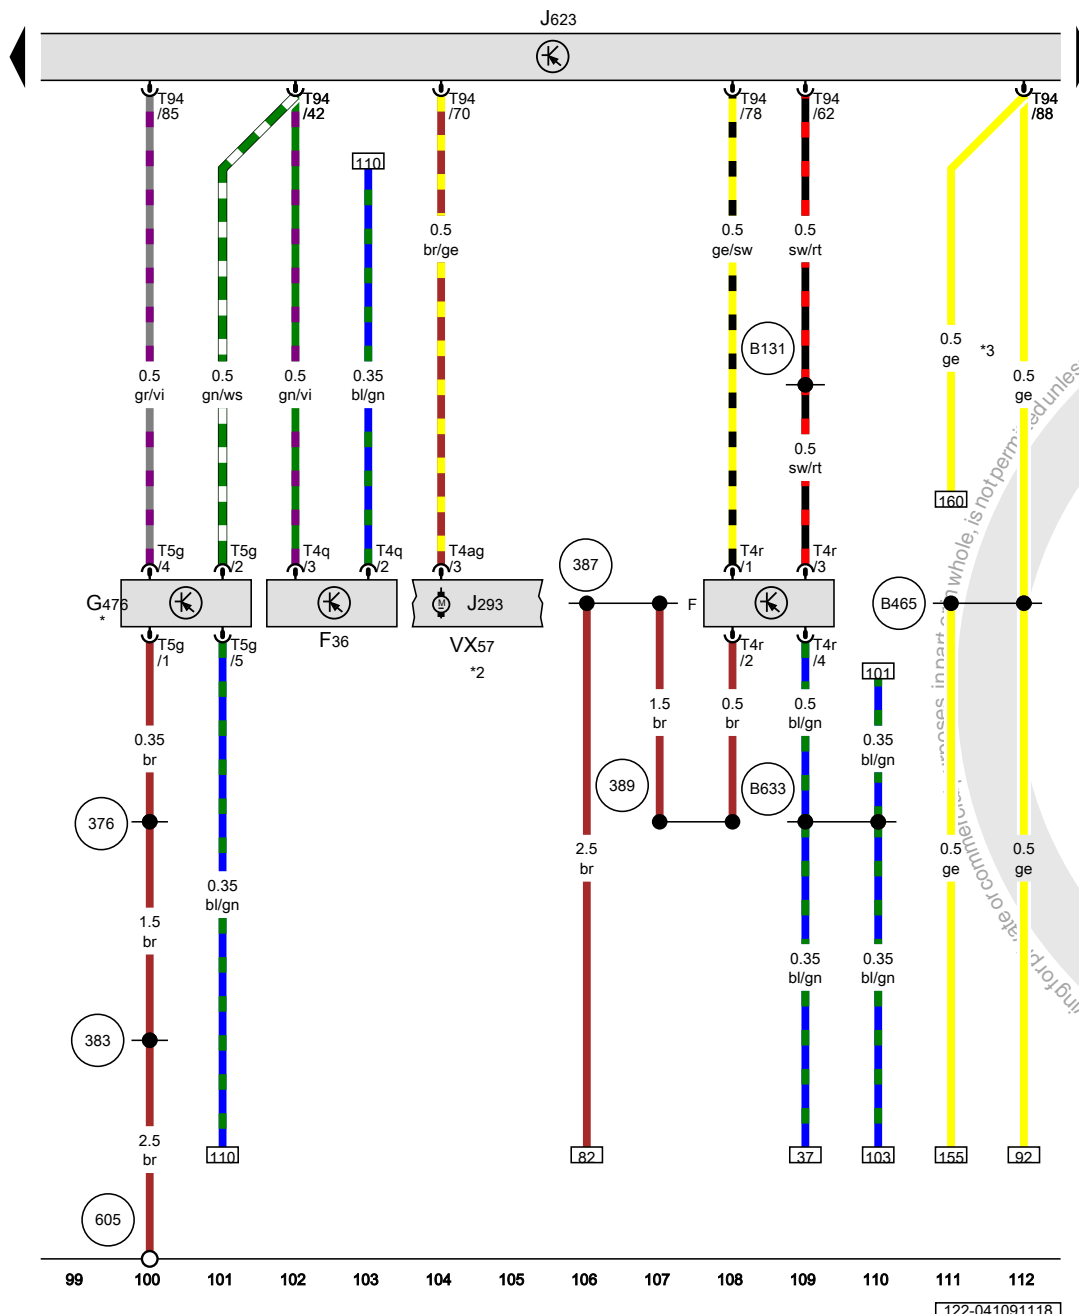 J623
T94
/85
T94
/42
T94
/70
T94
/78
T94
/62
T94
/88
110
0.5
br/ge
0.5
ge/sw
0.5
sw/rt
B131
0.5
ge
*3
0.5
gr/vi
0.5
gn/ws
0.5
gn/vi
0.35
bl/gn
0.5
ge
0.5
sw/rt
160
T5g
/4
T5g
/2
T4q
/3
T4q
/2
T4ag
/3
387
T4r
/1
T4r
/3
G476
*
F36
M
J293
VX57
*2
F
B465
T5g
/1
T5g
/5
T4r
/2
T4r
/4
101
0.35
br
1.5
br
0.5
br
0.5
bl/gn
0.35
bl/gn
376
389
B633
2.5
br
0.5
ge
0.5
ge
0.35
bl/gn
1.5
br
0.35
bl/gn
0.35
bl/gn
383
2.5
br
110
82
37
103
155
92
605
99 100 101 102 103 104 105 106 107 108 109 110 111 112
122-041091118